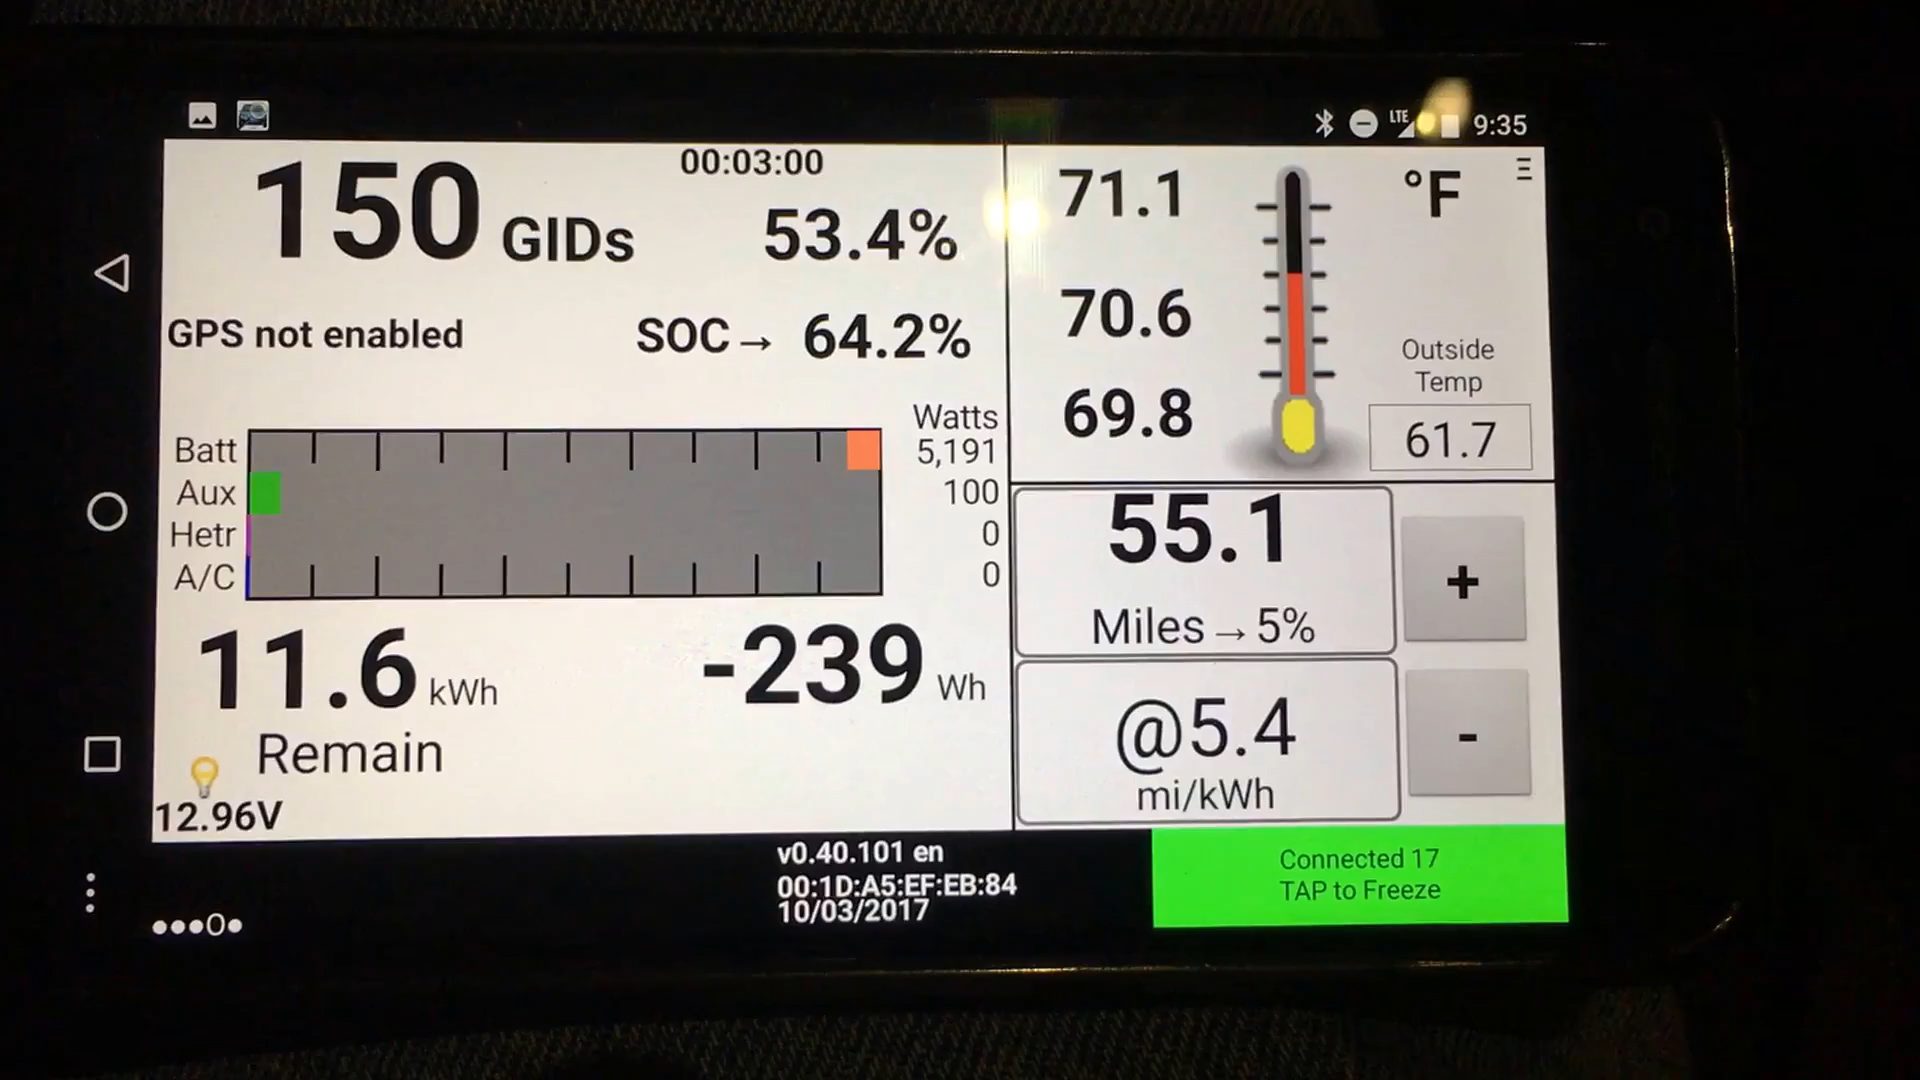 LTE 9:35
00:03:00
150 GIDs 53.4%
GPS not enabled SOC→ 64.2%
Watts
Batt 5,191
Aux 100
Hetr 0
A/C 0
11.6 kWh -239 Wh
Remain
12.96V
71.1 °F
70.6
69.8
Outside
Temp
61.7
55.1
Miles→5%
+
@5.4
mi/kWh
-
v0.40.101 en
00:1D:A5:EF:EB:84
10/03/2017
Connected 17
TAP to Freeze